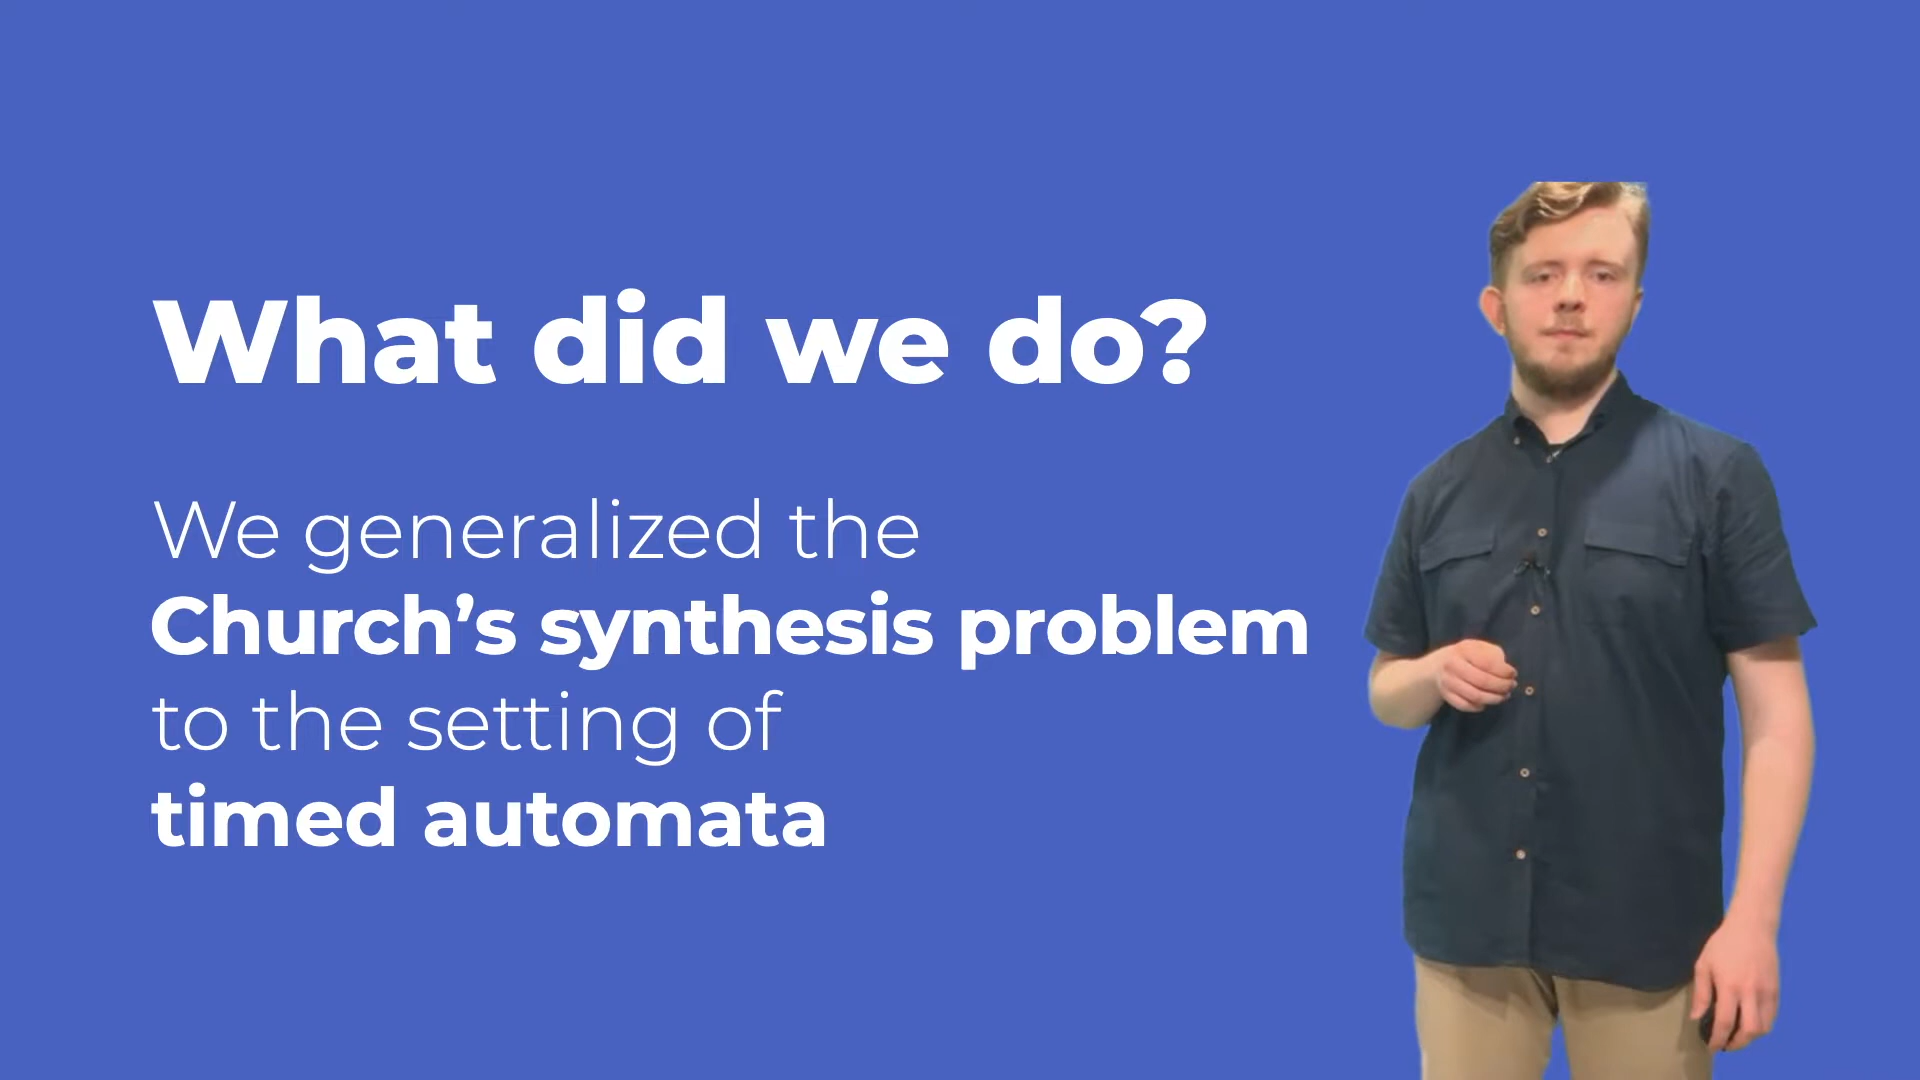 What did we do?
We generalized the
Church’s synthesis problem
to the setting of
timed automata